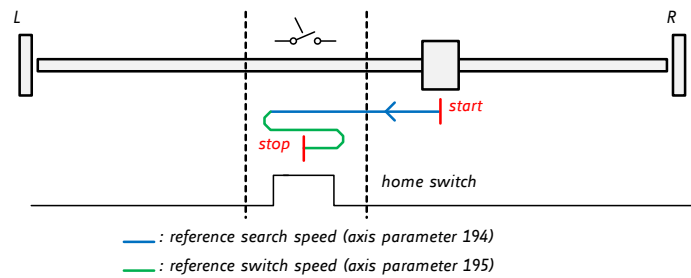 L
R
start
stop
home switch
: reference search speed (axis parameter 194)
: reference switch speed (axis parameter 195)